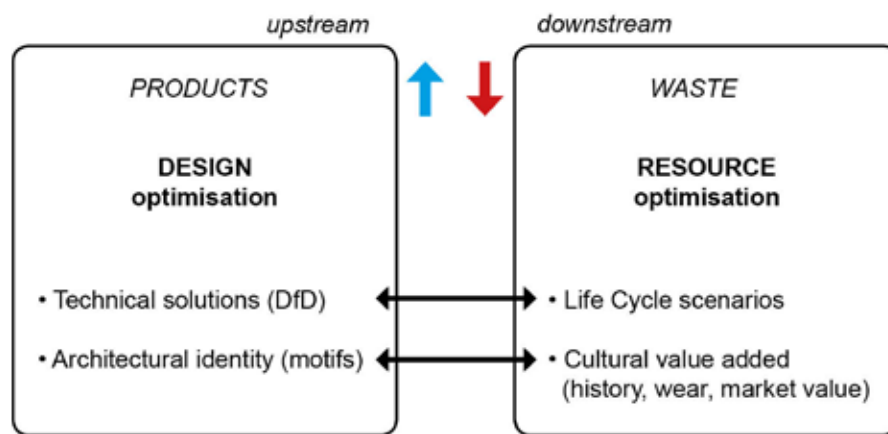 upstream
downstream
PRODUCTS
WASTE
DESIGN
optimisation
RESOURCE
optimisation
• Technical solutions (DfD)
• Life Cycle scenarios
• Architectural identity (motifs)
• Cultural value added
(history, wear, market value)